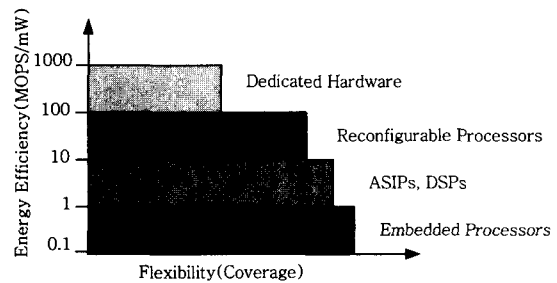 Energy Efficiency(MOPS/mW)
1000
Dedicated Hardware
100
Reconfigurable Processors
10
ASIPs, DSPs
1
Embedded Processors
0.1
Flexibility(Coverage)